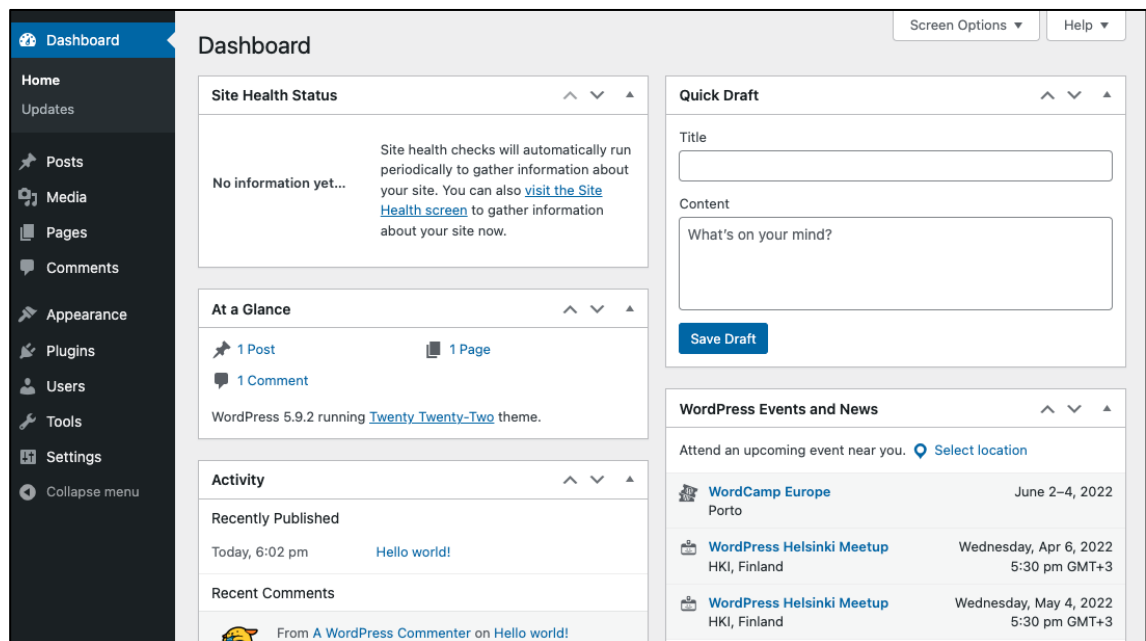 Dashboard
Home
Updates
Posts
Media
Pages
Comments
Appearance
Plugins
Users
Tools
Settings
Collapse menu
Screen Options
Help
Dashboard
Site Health Status
No information yet...
Site health checks will automatically run
periodically to gather information about
your site. You can also visit the Site
Health screen to gather information
about your site now.
At a Glance
1 Post
1 Page
1 Comment
WordPress 5.9.2 running Twenty Twenty-Two theme.
Activity
Recently Published
Today, 6:02 pm Hello world!
Recent Comments
From A WordPress Commenter on Hello world!
Quick Draft
Title
Content
What's on your mind?
Save Draft
WordPress Events and News
Attend an upcoming event near you. Select location
WordCamp Europe June 2–4, 2022
Porto
WordPress Helsinki Meetup Wednesday, Apr 6, 2022
HKI, Finland 5:30 pm GMT+3
WordPress Helsinki Meetup Wednesday, May 4, 2022
HKI, Finland 5:30 pm GMT+3